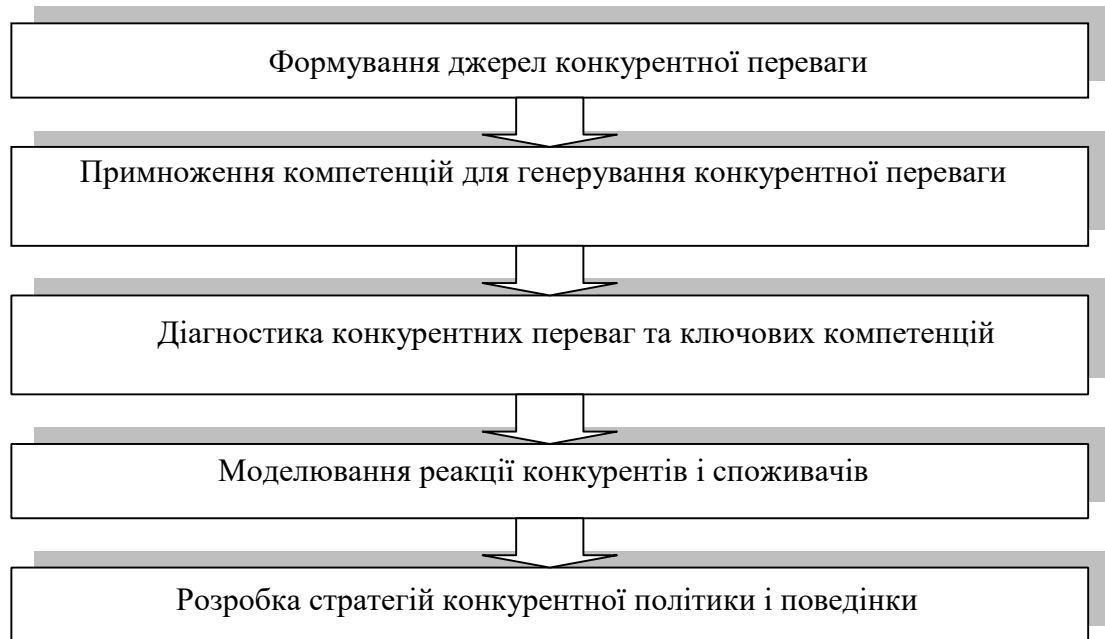 Формування джерел конкурентної переваги
Примноження компетенцій для генерування конкурентної переваги
Діагностика конкурентних переваг та ключових компетенцій
Моделювання реакції конкурентів і споживачів
Розробка стратегій конкурентної політики і поведінки